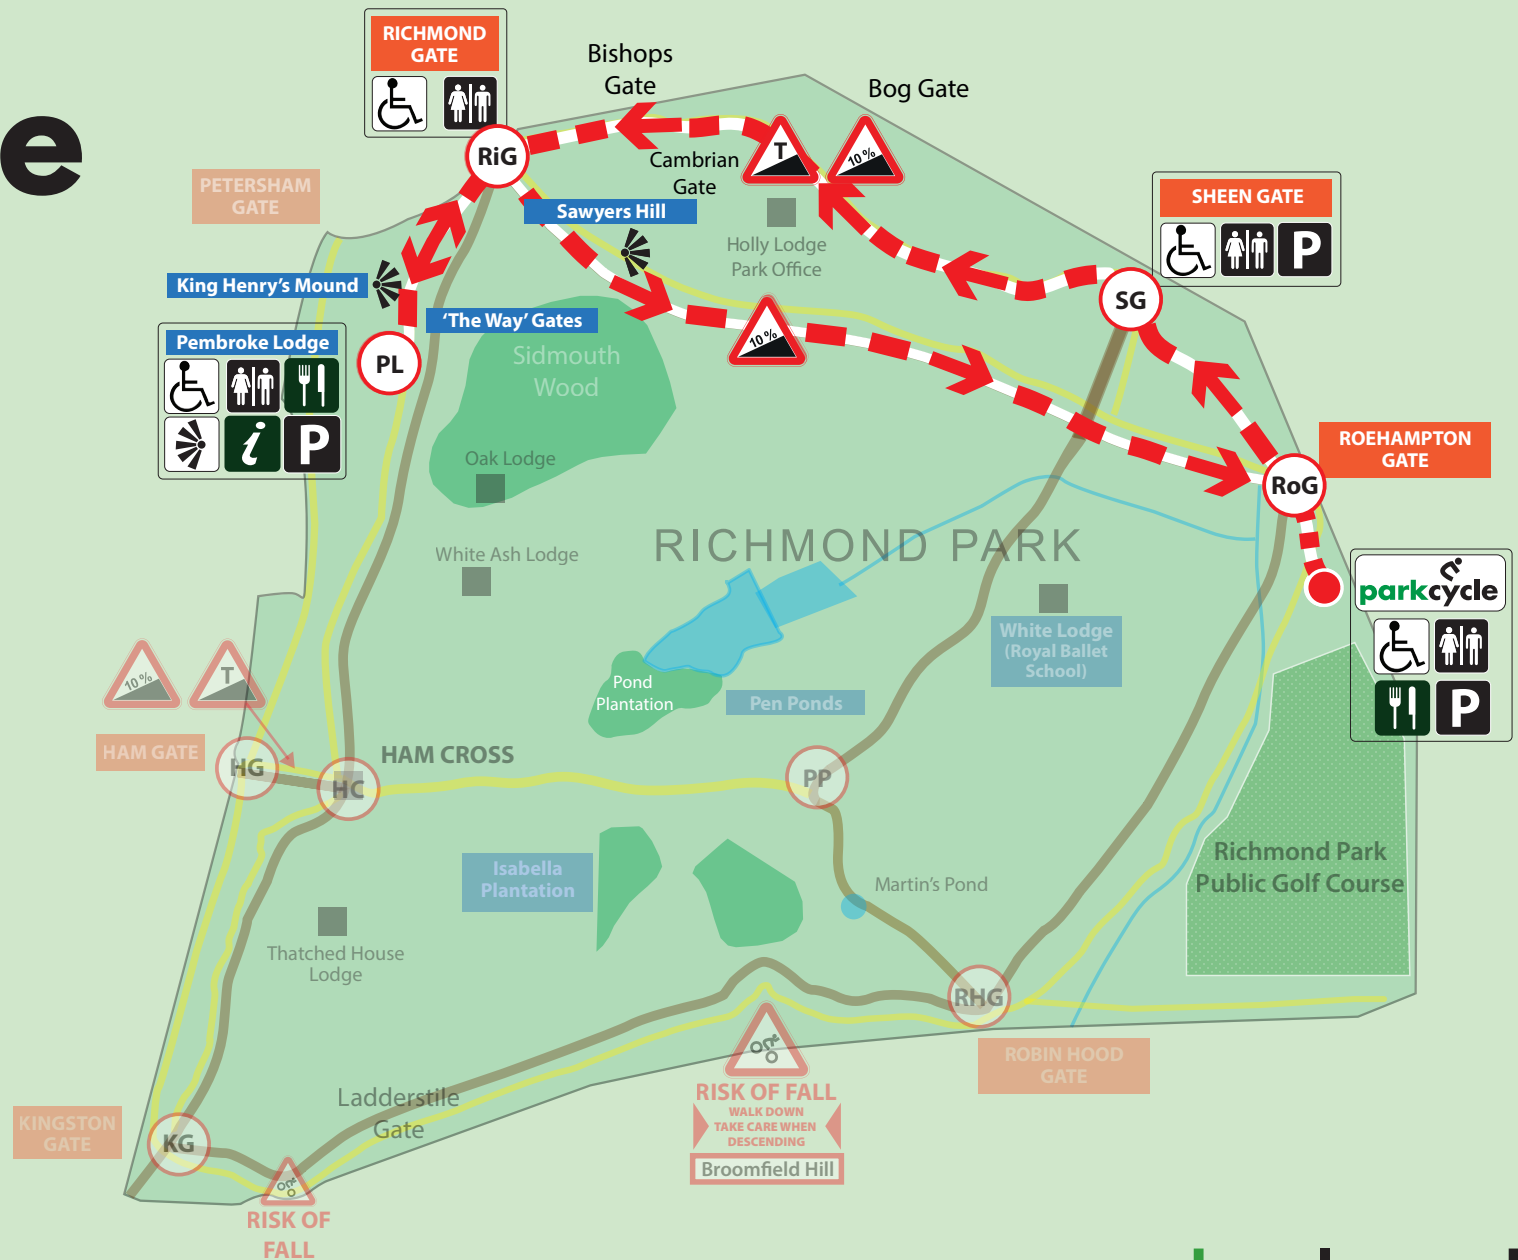 e
RICHMOND
GATE
Bishops
Gate
Bog Gate
RiG
T
10 %
Cambrian
Gate
PETERSHAM
GATE
Sawyers Hill
SHEEN GATE
P
Holly Lodge
Park Office
King Henry's Mound
SG
'The Way' Gates
10 %
Pembroke Lodge
i
P
PL
Sidmouth
Wood
ROEHAMPTON
GATE
Oak Lodge
RoG
RICHMOND PARK
White Ash Lodge
parkcycle
P
White Lodge
(Royal Ballet
School)
10 %
T
Pond
Plantation
Pen Ponds
HAM GATE
HG
HAM CROSS
HC
PP
Richmond Park
Public Golf Course
Isabella
Plantation
Martin's Pond
Thatched House
Lodge
RHG
ROBIN HOOD
GATE
Ladderstile
Gate
RISK OF FALL
WALK DOWN
TAKE CARE WHEN
DESCENDING
Broomfield Hill
KINGSTON
GATE
KG
RISK OF
FALL